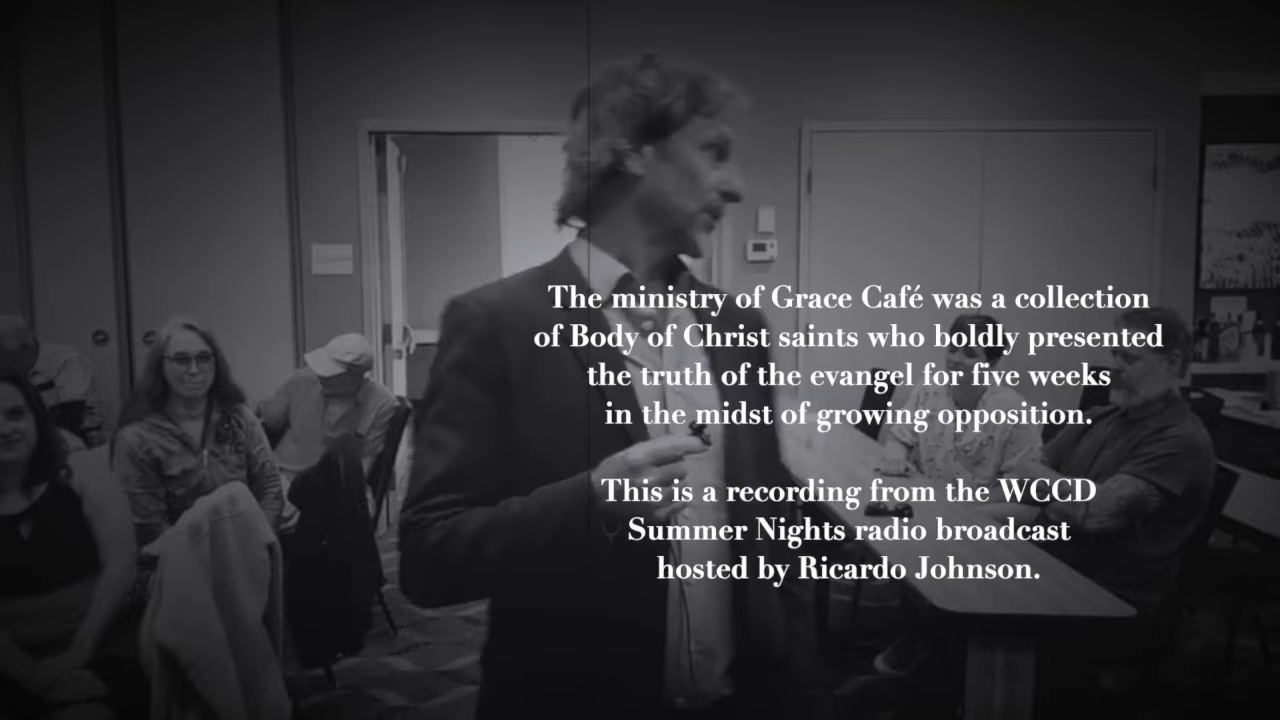 The ministry of Grace Café was a collection
of Body of Christ saints who boldly presented
the truth of the evangel for five weeks
in the midst of growing opposition.
This is a recording from the WCCD
Summer Nights radio broadcast
hosted by Ricardo Johnson.